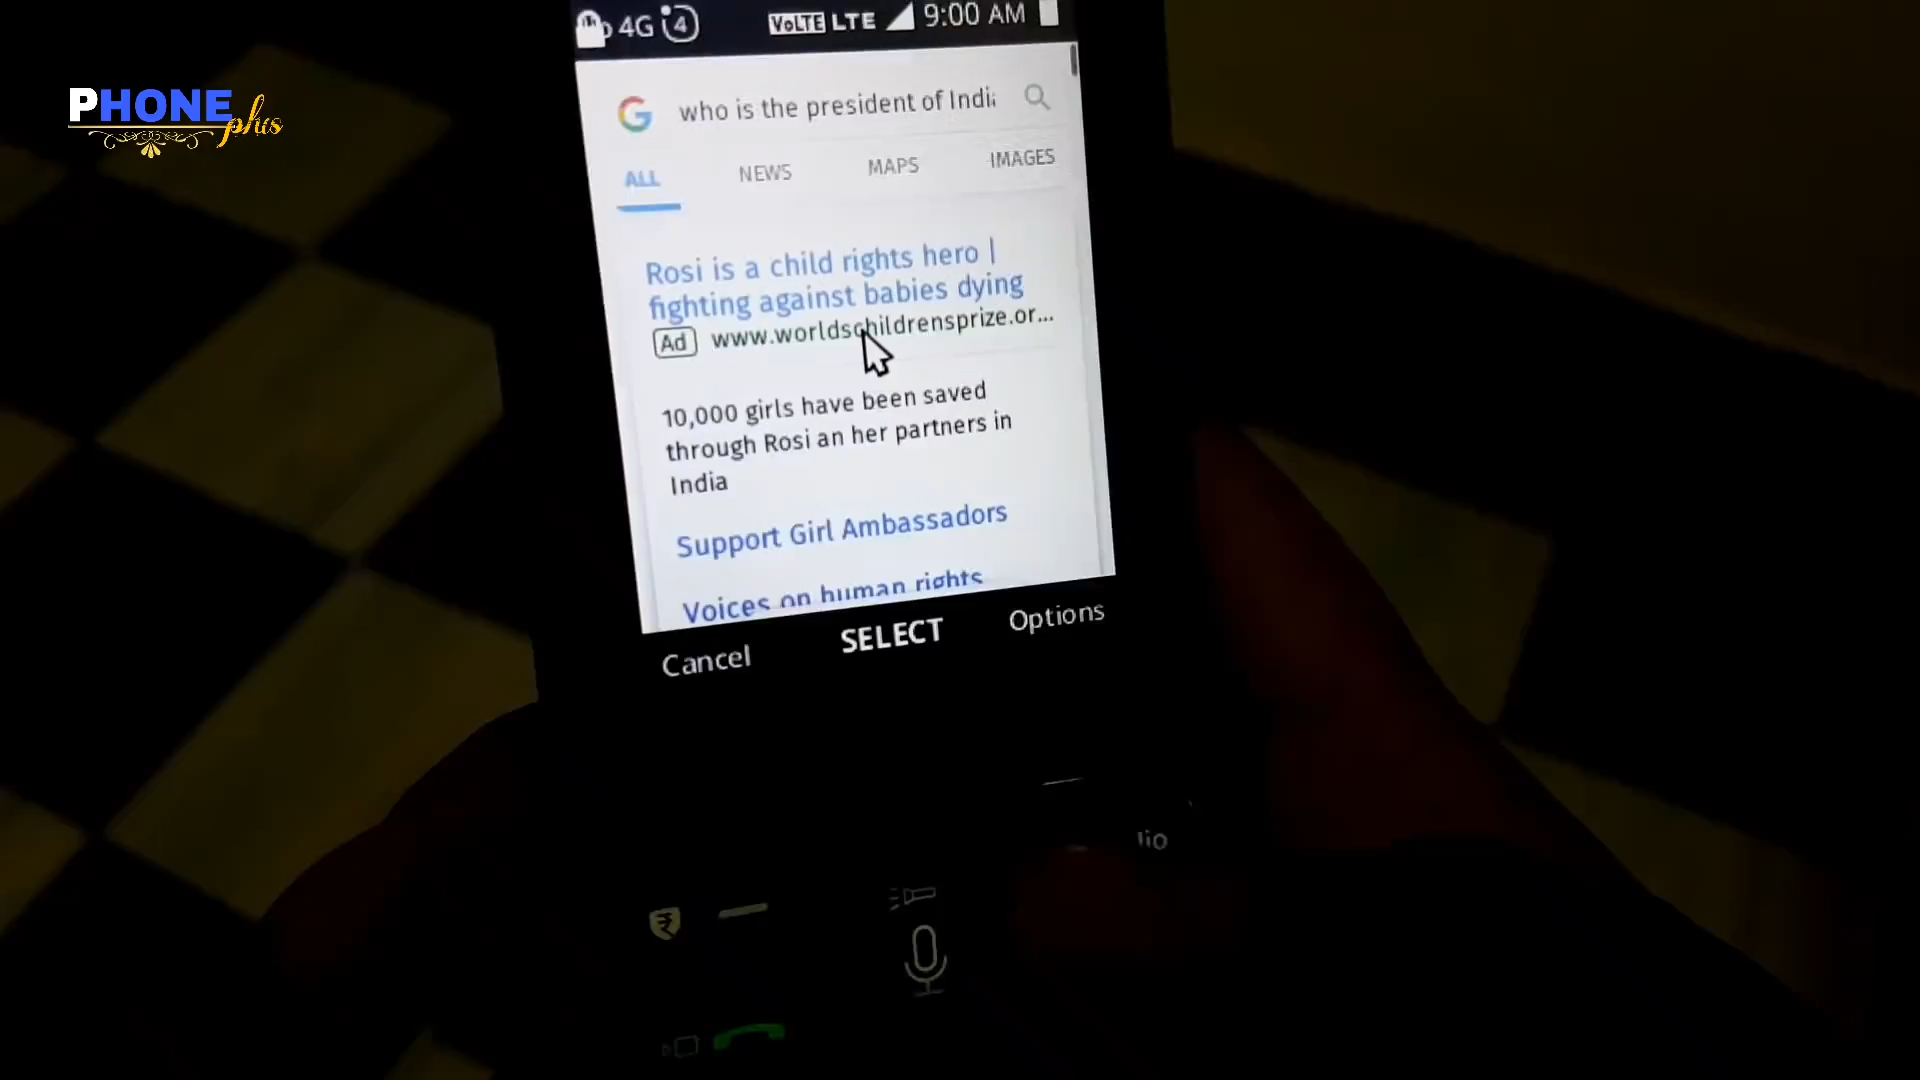 PHONE
plus
4G 4 VoLTE LTE 9:00 AM
who is the president of Indi
ALL NEWS MAPS IMAGES
Rosi is a child rights hero |
fighting against babies dying
Ad www.worldschildrensprize.or...
10,000 girls have been saved
through Rosi an her partners in
India
Support Girl Ambassadors
Voices on human rights
Cancel SELECT Options
Jio